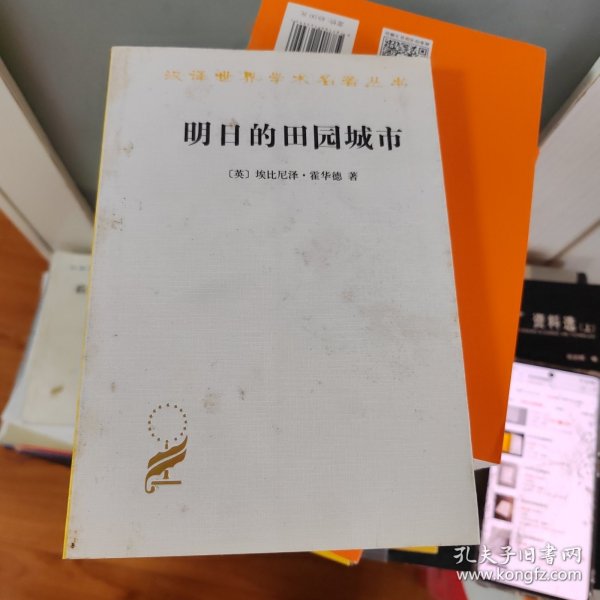 汉译世界学术名著丛书
明日的田园城市
〔英〕埃比尼泽·霍华德 著
资料选(上)
孔夫子旧书网
www.kongfz.com